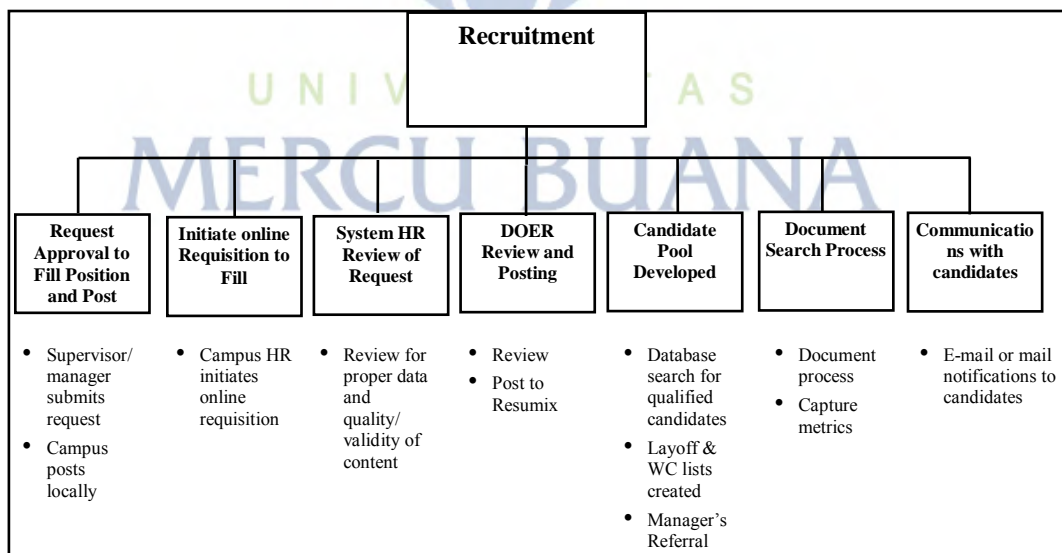 Recruitment
UNIV TAS
MERCU BUANA
Request
Approval to
Fill Position
and Post
Initiate online
Requisition to
Fill
System HR
Review of
Request
DOER
Review and
Posting
Candidate
Pool
Developed
Document
Search Process
Communicatio
ns with
candidates
• Supervisor/
manager
submits
request
• Campus
posts
locally
• Campus HR
initiates
online
requisition
• Review for
proper data
and
quality/
validity of
content
• Review
• Post to
Resumix
• Database
search for
qualified
candidates
• Layoff &
WC lists
created
• Manager’s
Referral
• Document
process
• Capture
metrics
• E-mail or mail
notifications to
candidates